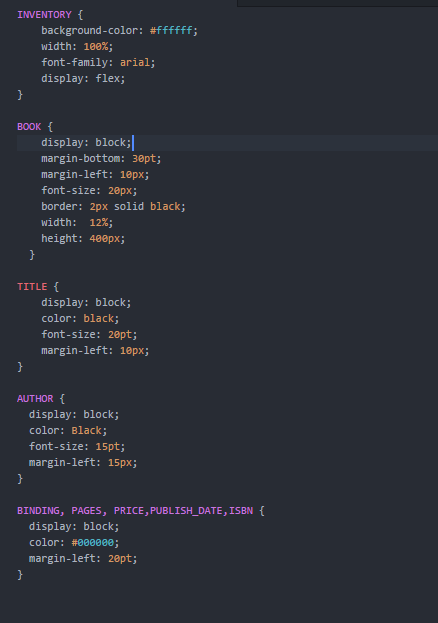 INVENTORY {
    background-color: #ffffff;
    width: 100%;
    font-family: arial;
    display: flex;
}
BOOK {
    display: block;
    margin-bottom: 30pt;
    margin-left: 10px;
    font-size: 20px;
    border: 2px solid black;
    width:  12%;
    height: 400px;
  }
TITLE {
    display: block;
    color: black;
    font-size: 20pt;
    margin-left: 10px;
}
AUTHOR {
  display: block;
  color: Black;
  font-size: 15pt;
  margin-left: 15px;
}
BINDING, PAGES, PRICE,PUBLISH_DATE,ISBN {
  display: block;
  color: #000000;
  margin-left: 20pt;
}